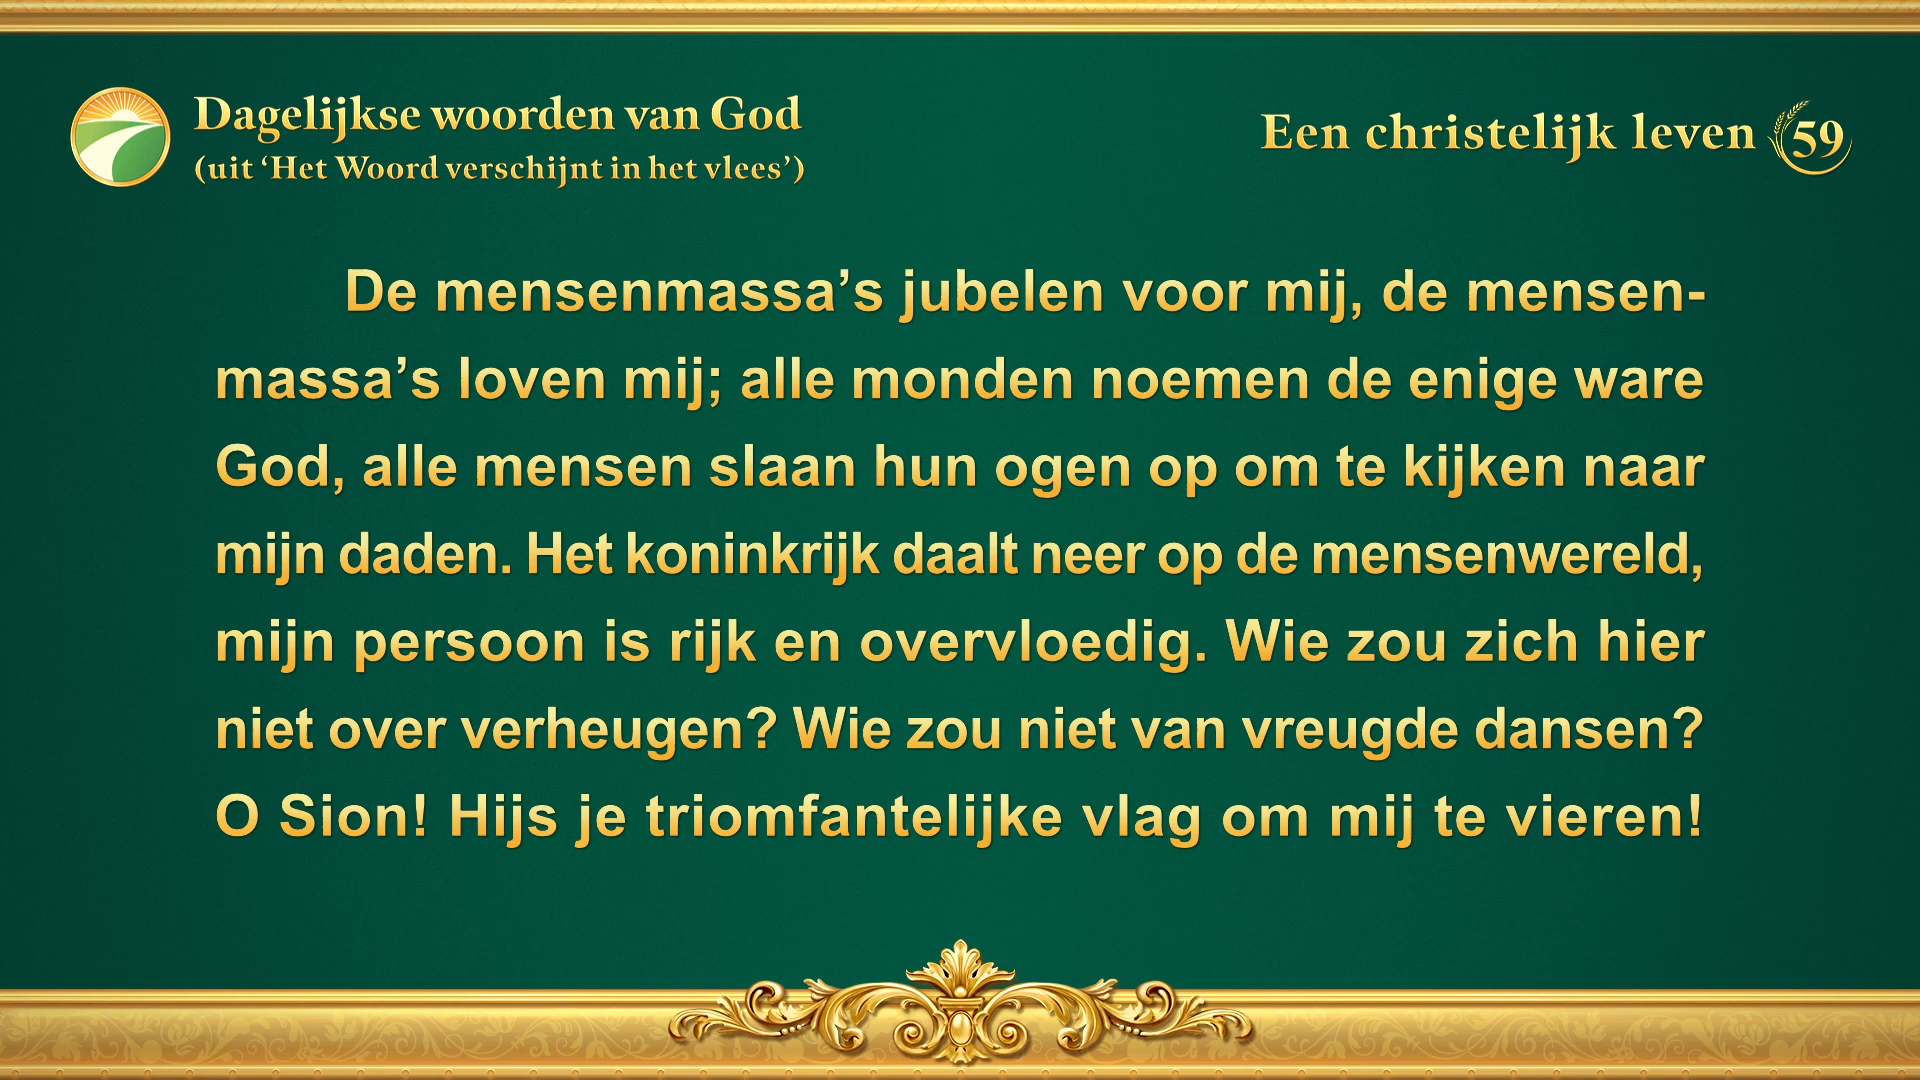 Dagelijkse woorden van God
(uit ‘Het Woord verschijnt in het vlees’)
Een christelijk leven 59
De mensenmassa’s jubelen voor mij, de mensen-
massa’s loven mij; alle monden noemen de enige ware
God, alle mensen slaan hun ogen op om te kijken naar
mijn daden. Het koninkrijk daalt neer op de mensenwereld,
mijn persoon is rijk en overvloedig. Wie zou zich hier
niet over verheugen? Wie zou niet van vreugde dansen?
O Sion! Hijs je triomfantelijke vlag om mij te vieren!